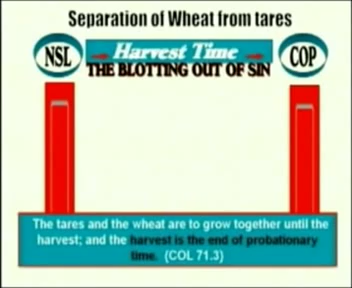 Separation of Wheat from tares
NSL
Harvest Time
COP
THE BLOTTING OUT OF SIN
The tares and the wheat are to grow together until the
harvest; and the harvest is the end of probationary
time. (COL 71.3)